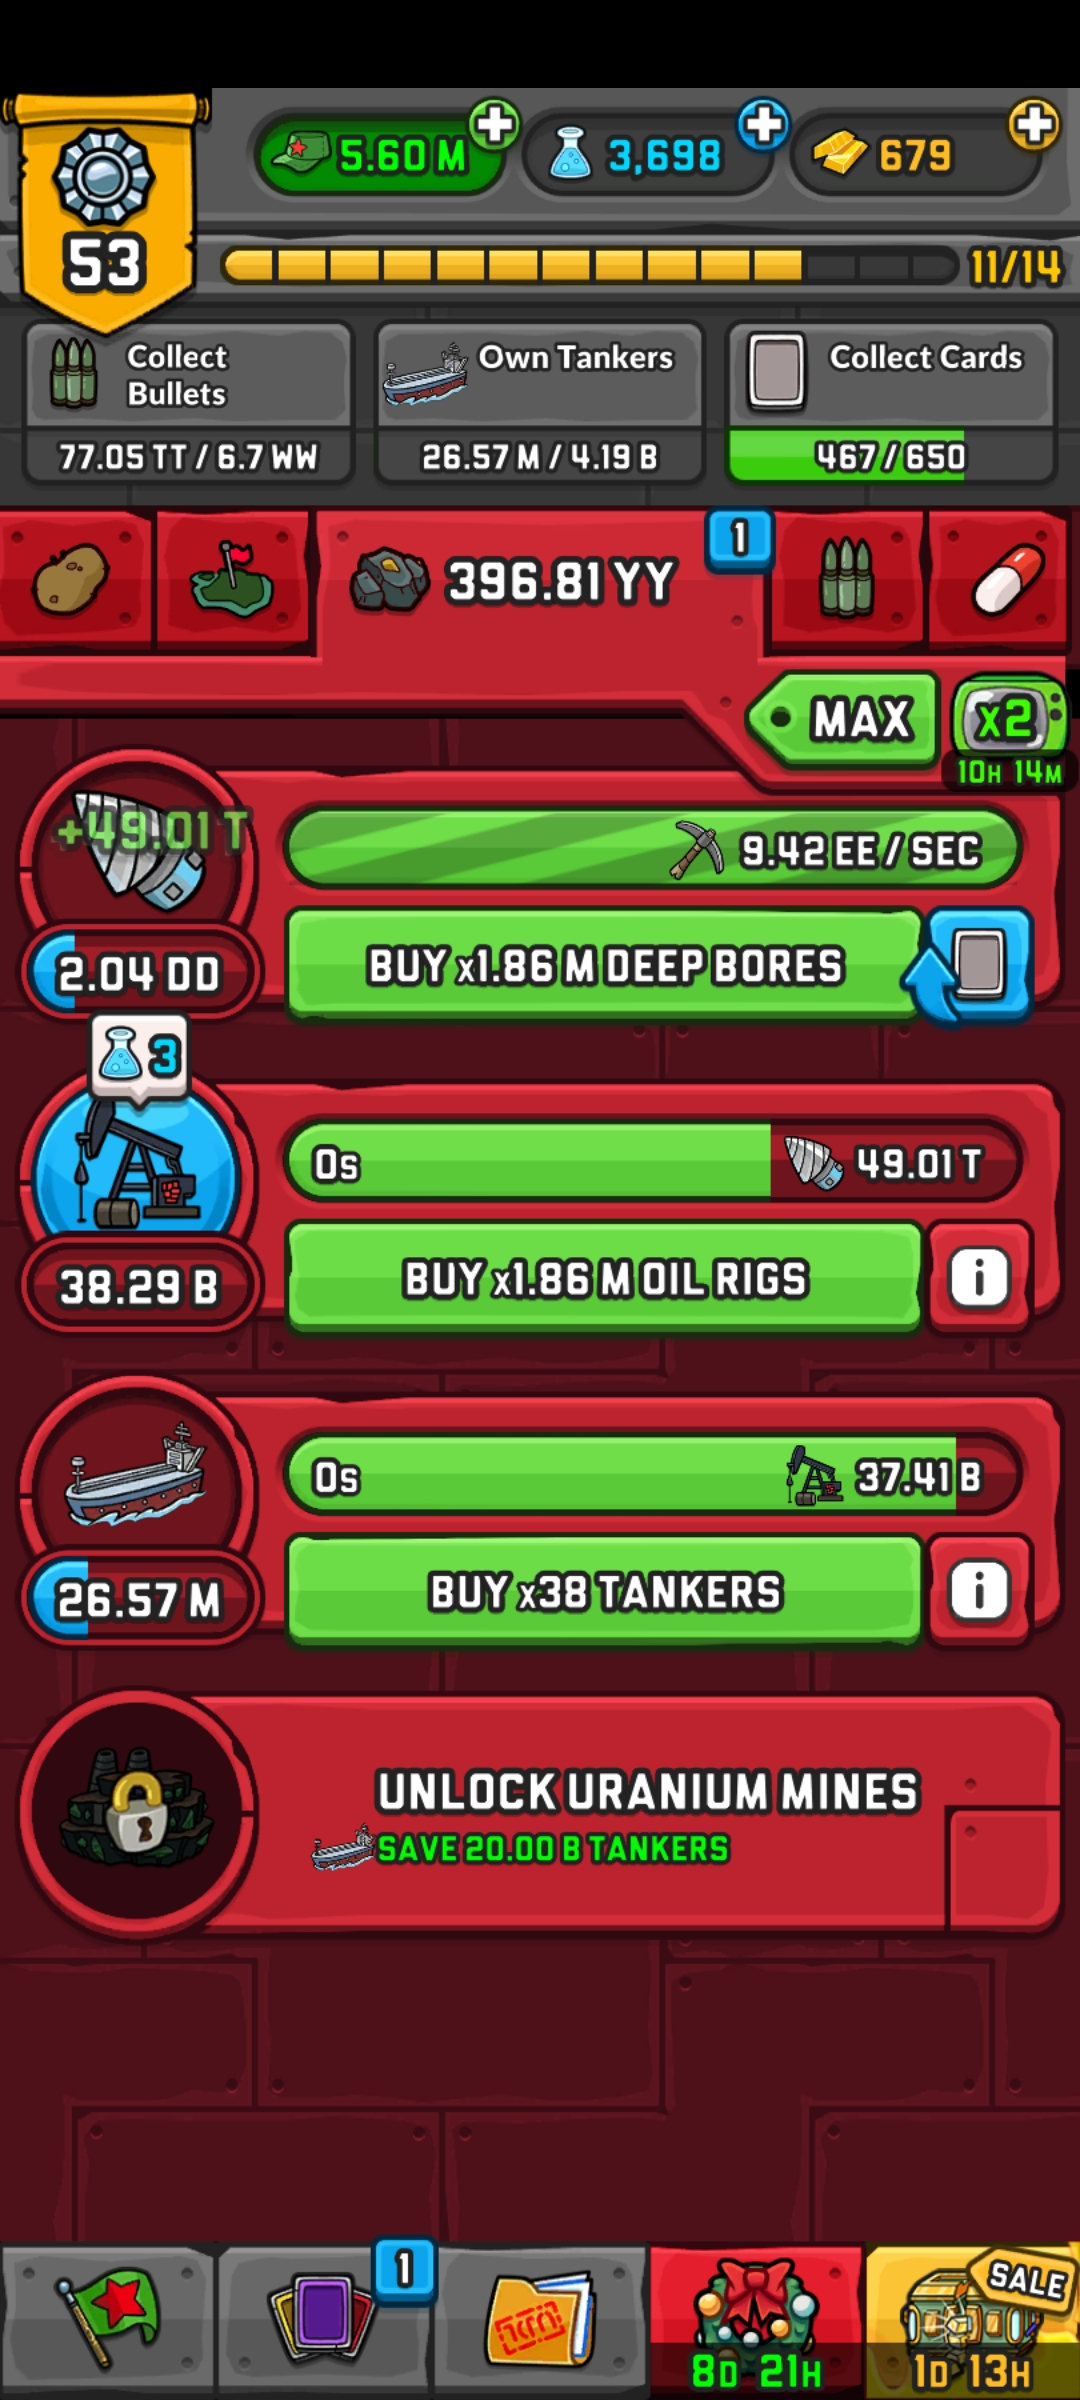 5.60 M
3,698
679
53
11/14
Collect
Bullets
77.05 TT / 6.7 WW
Own Tankers
26.57 M / 4.19 B
Collect Cards
467 / 650
396.81 YY
1
MAX
x2
10H 14M
+49.01 T
9.42 EE / SEC
2.04 DD
BUY x1.86 M DEEP BORES
3
0s
49.01 T
38.29 B
BUY x1.86 M OIL RIGS
i
0s
37.41 B
26.57 M
BUY x38 TANKERS
i
UNLOCK URANIUM MINES
SAVE 20.00 B TANKERS
1
8D 21H
SALE
1D 13H